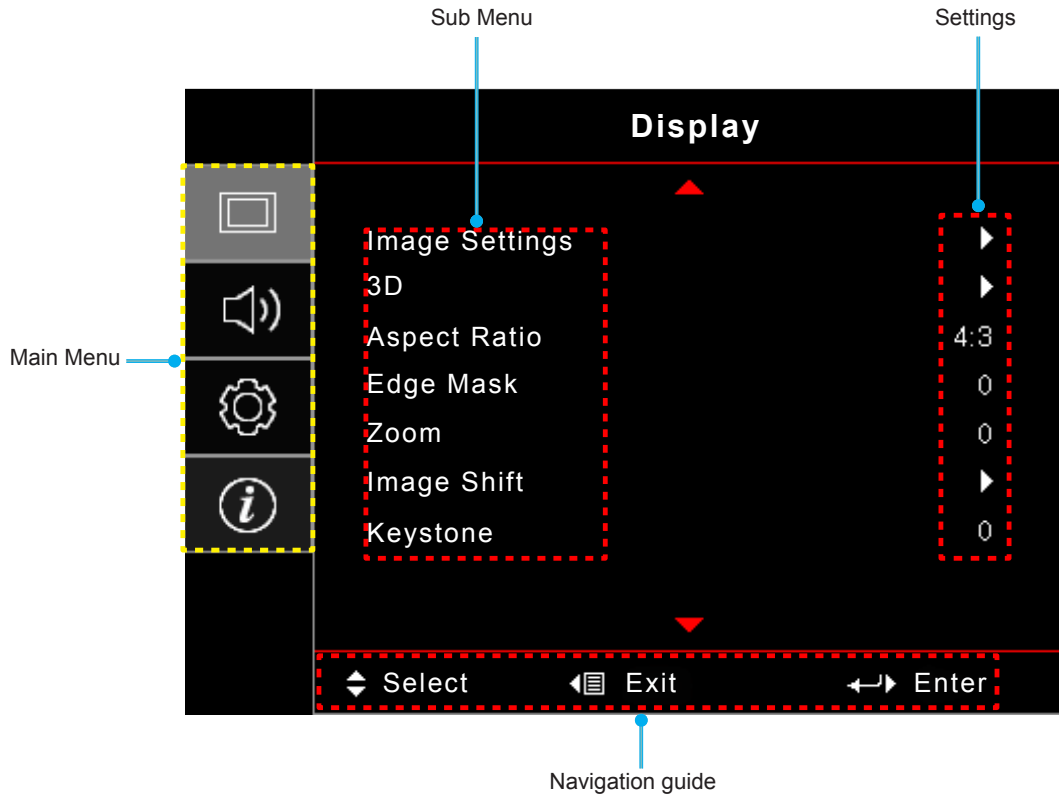 Sub Menu
Settings
Display
Image Settings
3D
Aspect Ratio 4:3
Edge Mask 0
Zoom 0
Image Shift
Keystone 0
Main Menu
i
Select Exit Enter
Navigation guide